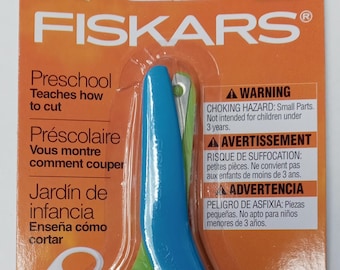 FISKARS®
Preschool
Teaches how
to cut
Préscolaire
Vous montre
comment couper
Jardín de
infancia
Enseña cómo
cortar
WARNING
CHOKING HAZARD: Small Parts.
Not intended for children under
3 years.
AVERTISSEMENT
RISQUE DE SUFFOCATION:
petites pièces. Ne convient pas
aux enfants de moins de 3 ans.
ADVERTENCIA
PELIGRO DE ASFIXIA: Piezas
pequeñas. No apto para niños
menores de 3 años.